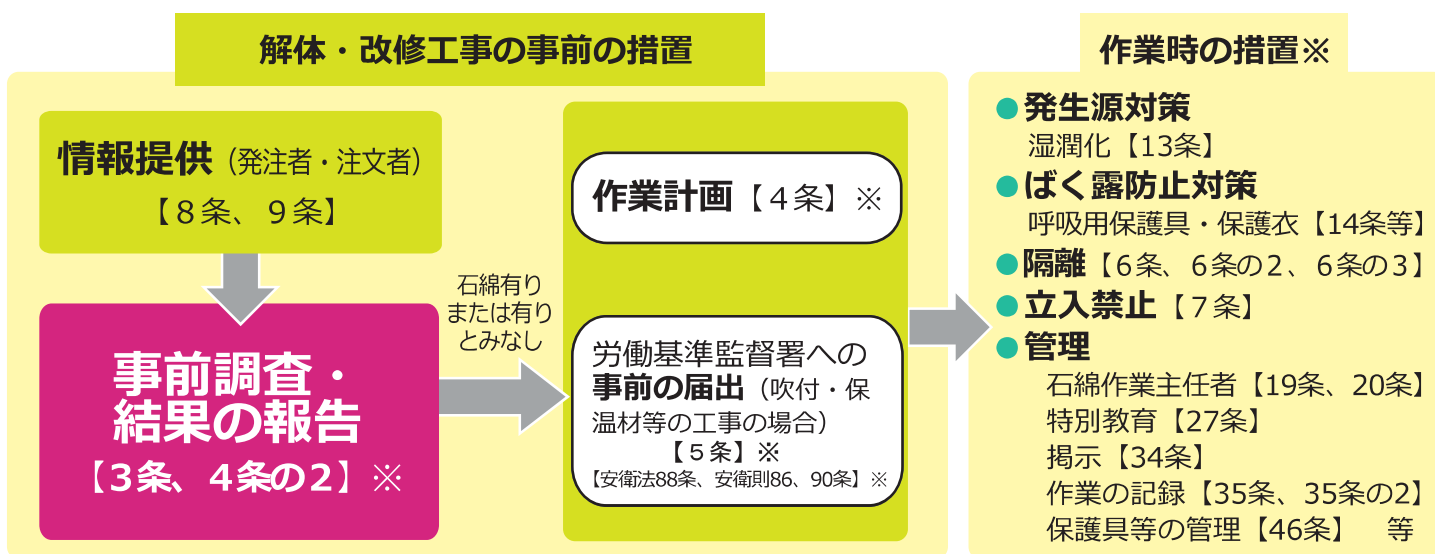 解体・改修工事の事前の措置
情報提供（発注者・注文者）
【８条、９条】
事前調査・
結果の報告
【３条、４条の２】※
石綿有り
または有り
とみなし
作業計画【４条】※
労働基準監督署への
事前の届出（吹付・保
温材等の工事の場合）
【５条】※
【安衛法88条、安衛則86、90条】※
作業時の措置※
●発生源対策
湿潤化【13条】
●ばく露防止対策
呼吸用保護具・保護衣【14条等】
●隔離【６条、６条の２、６条の３】
●立入禁止【７条】
●管理
石綿作業主任者【19条、20条】
特別教育【27条】
掲示【34条】
作業の記録【35条、35条の2】
保護具等の管理【46条】　等